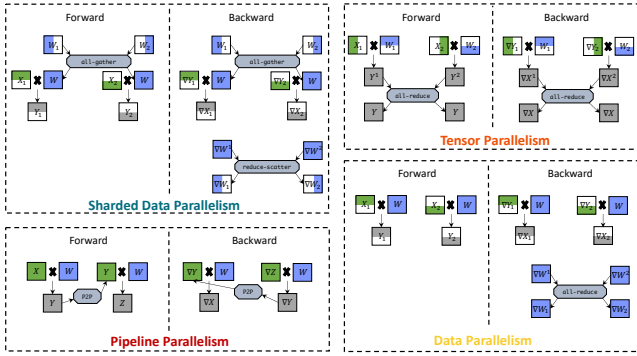 Forward Backward
W₁ W₂ W₁ W₂
all-gather all-gather
X₁ ✖ W X₂ ✖ W ∇Y₁ ✖ W ∇Y₂ ✖ W
Y₁ Y₂ ∇X₁ ∇X₂
∇W¹ ∇W²
reduce-scatter
∇W₁ ∇W₂
Sharded Data Parallelism
Forward Backward
X₁ ✖ W₁ X₂ ✖ W₂ ∇Y₁ ✖ W₁ ∇Y₂ ✖ W₂
Y¹ Y² ∇X¹ ∇X²
all-reduce all-reduce
Y Y ∇X ∇X
Tensor Parallelism
Forward Backward
X ✖ W Y ✖ W ∇Y ✖ W ∇Z ✖ W
P2P P2P
Y Z ∇X ∇Y
Pipeline Parallelism
Forward Backward
X₁ ✖ W X₂ ✖ W ∇Y₁ ✖ W ∇Y₂ ✖ W
Y₁ Y₂ ∇X₁ ∇X₂
∇W¹ ∇W²
all-reduce
∇W₁ ∇W₂
Data Parallelism